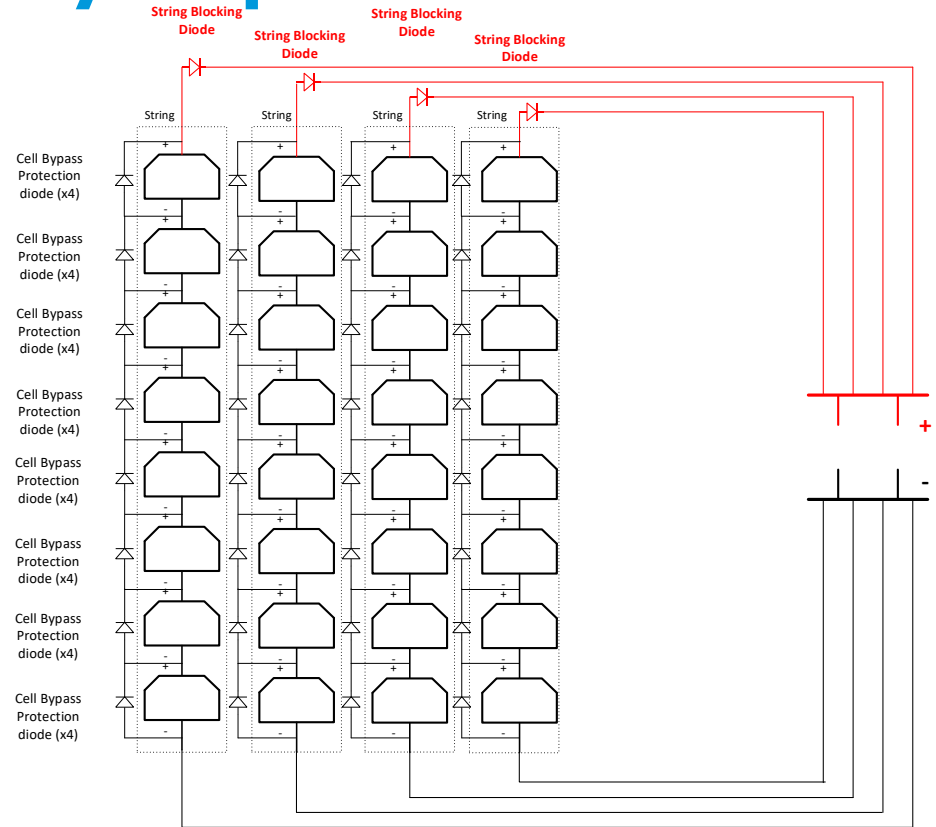 String Blocking
Diode
String Blocking
Diode
String Blocking
Diode
String Blocking
Diode
String
String
String
String
Cell Bypass
Protection
diode (x4)
Cell Bypass
Protection
diode (x4)
Cell Bypass
Protection
diode (x4)
Cell Bypass
Protection
diode (x4)
Cell Bypass
Protection
diode (x4)
Cell Bypass
Protection
diode (x4)
Cell Bypass
Protection
diode (x4)
Cell Bypass
Protection
diode (x4)
+ + + +
- - - -
+ + + +
- - - -
+ + + +
- - - -
+ + + +
- - - -
+ + + +
- - - -
+ + + +
- - - -
+ + + +
- - - -
+ + + +
- - - -
+
-